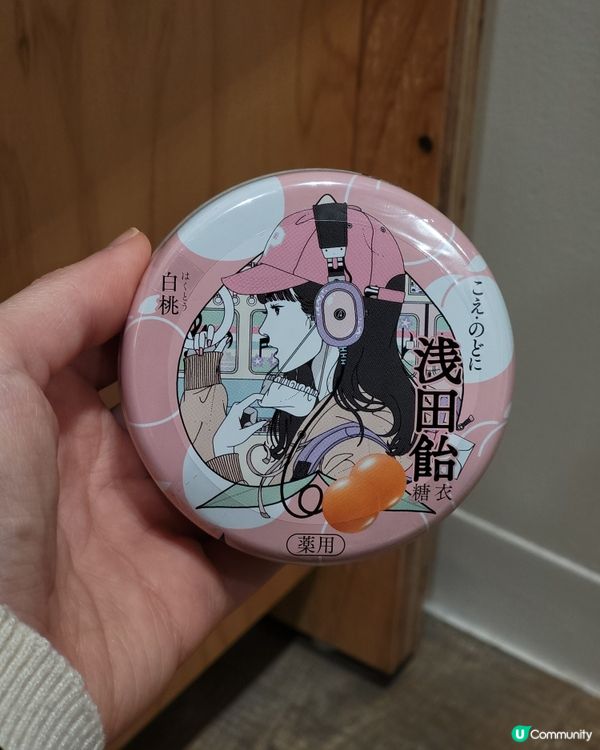 こえ・のどに
浅田飴
糖衣
はくとう
白桃
薬用
U Community